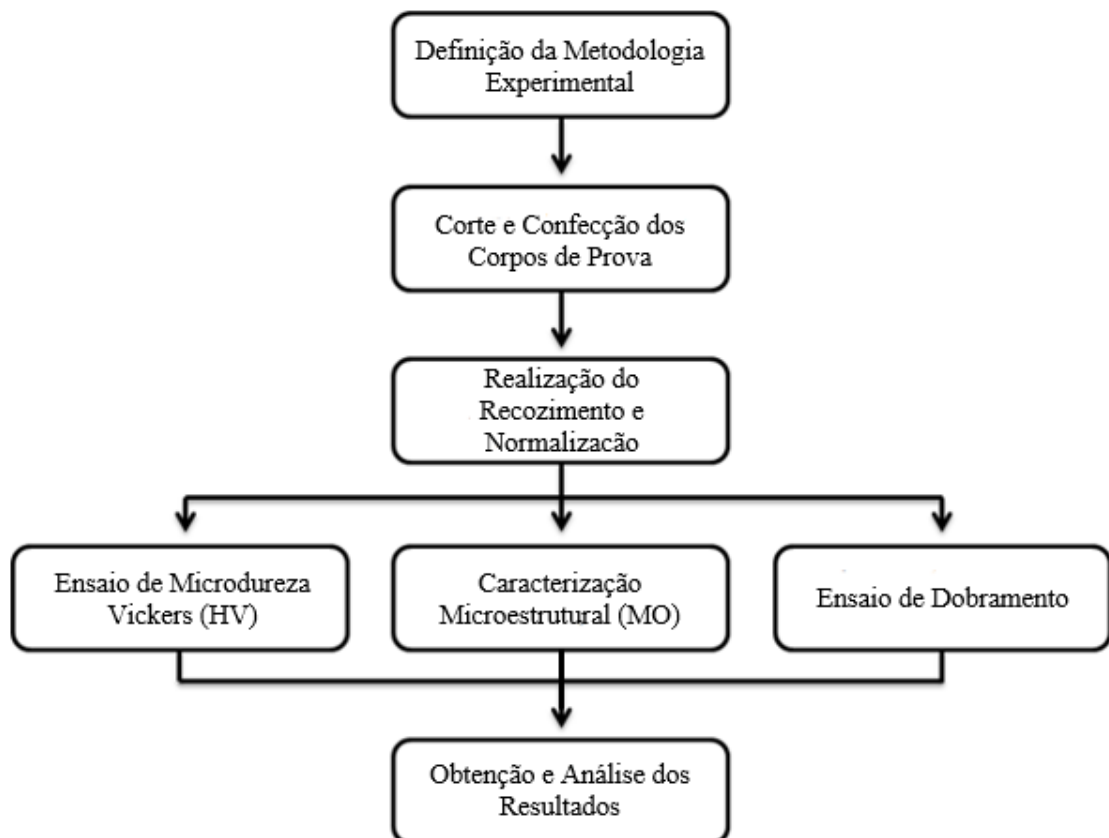 Definição da Metodologia
Experimental
Corte e Confecção dos
Corpos de Prova
Realização do
Recozimento e
Normalizacão
Ensaio de Microdureza
Vickers (HV)
Caracterização
Microestrutural (MO)
Ensaio de Dobramento
Obtenção e Análise dos
Resultados